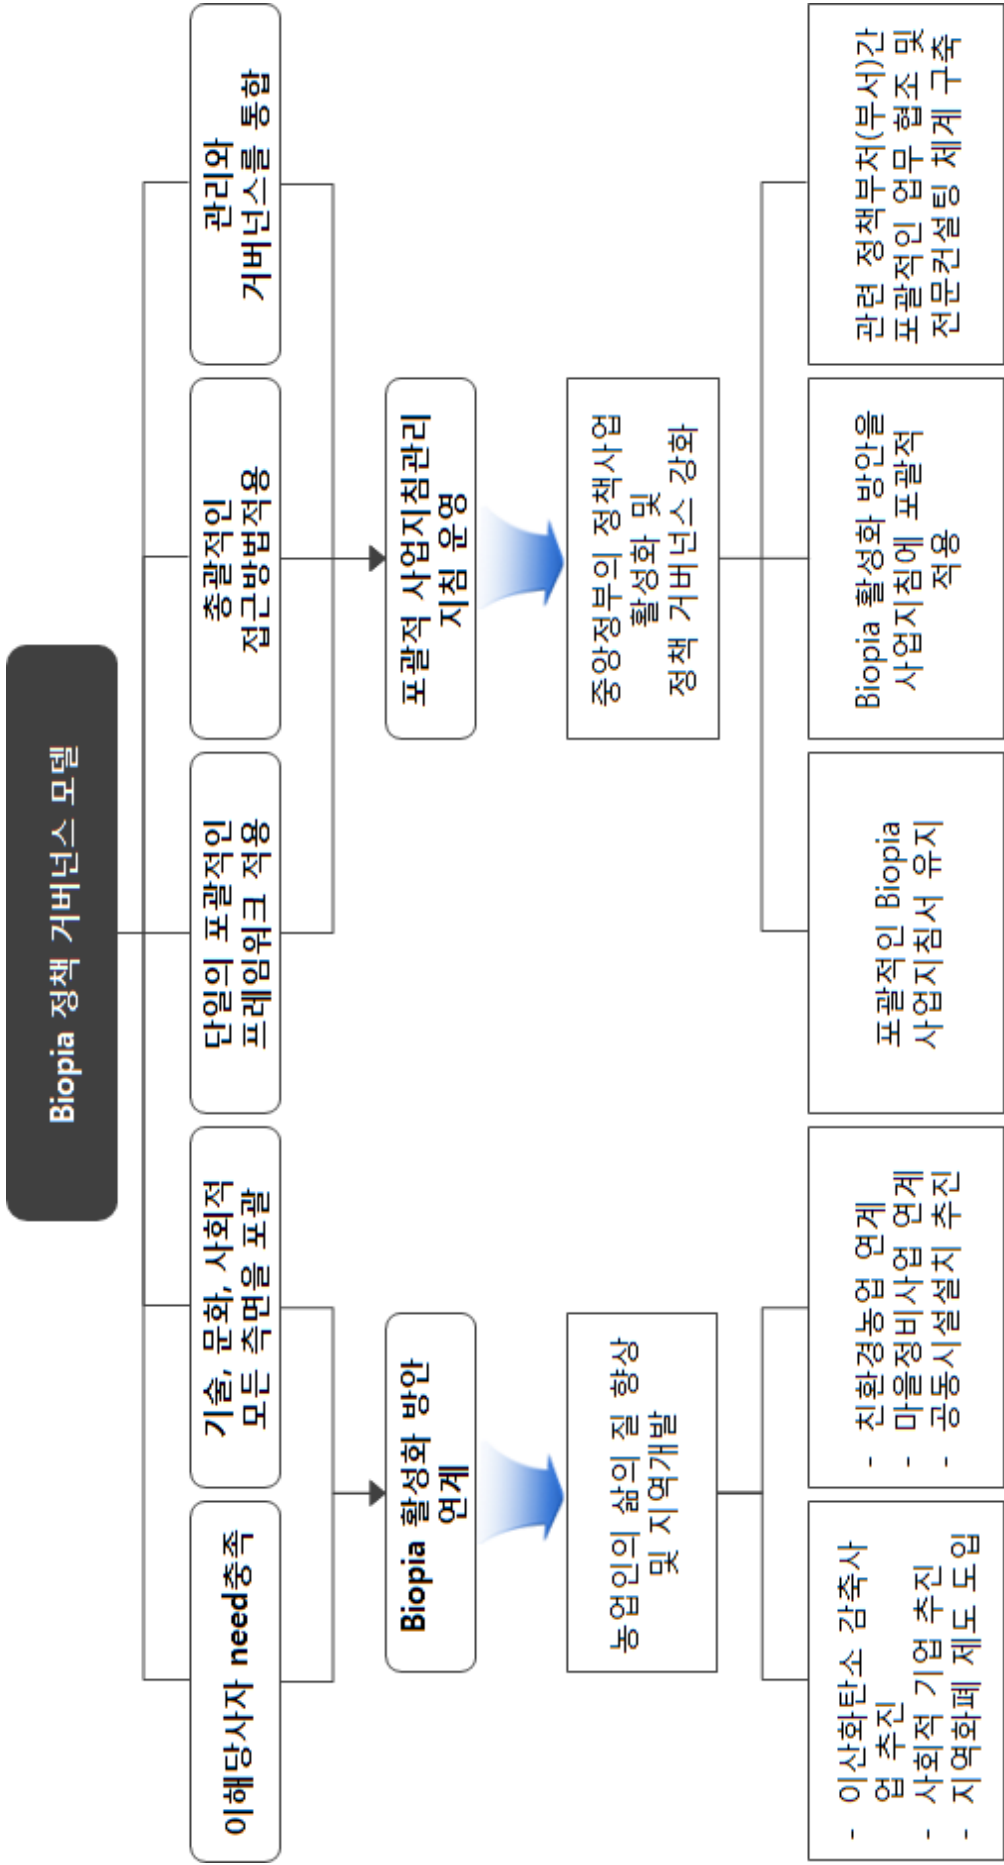 Biopia 정책 거버넌스 모델
이해당사자 need충족
기술, 문화, 사회적
모든 측면을 포괄
단일의 포괄적인
프레임워크 적용
총괄적인
접근방법적용
관리와
거버넌스를 통합
Biopia 활성화 방안
연계
포괄적 사업지침관리
지침 운영
농업인의 삶의 질 향상
및 지역개발
중앙정부의 정책사업
활성화 및
정책 거버넌스 강화
- 이산화탄소 감축사
업 추진
- 사회적 기업 추진
- 지역화폐 제도 도입
- 친환경농업 연계
- 마을정비사업 연계
- 공동시설설치 추진
포괄적인 Biopia
사업지침서 유지
Biopia 활성화 방안을
사업지침에 포괄적
적용
관련 정책부처(부서)간
포괄적인 업무 협조 및
전문컨설팅 체계 구축